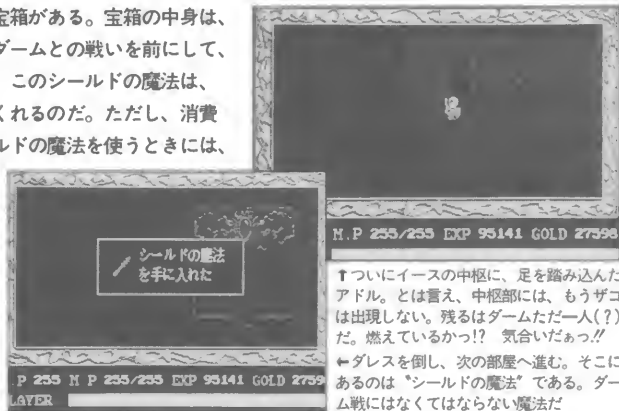 宝箱がある。宝箱の中身は、
ダームとの戦いを前にして、
このシールドの魔法は、
くれるのだ。ただし、消費
ルドの魔法を使うときには、
M.P 255/255 EXP 95141 GOLD 27598
シールドの魔法
を手に入れた
P 255 M P 255/255 EXP 95141 GOLD 2759
LAYER
↑ついにイースの中枢に、足を踏み込んだ
アドル。とは言え、中枢部には、もうザコ
は出現しない。残るはダームただ一人(?)
だ。燃えているかっ!? 気合いだぁっ!!
←ダレスを倒し、次の部屋へ進む。そこに
あるのは〝シールドの魔法〟である。ダー
ム戦にはなくてはならない魔法だ